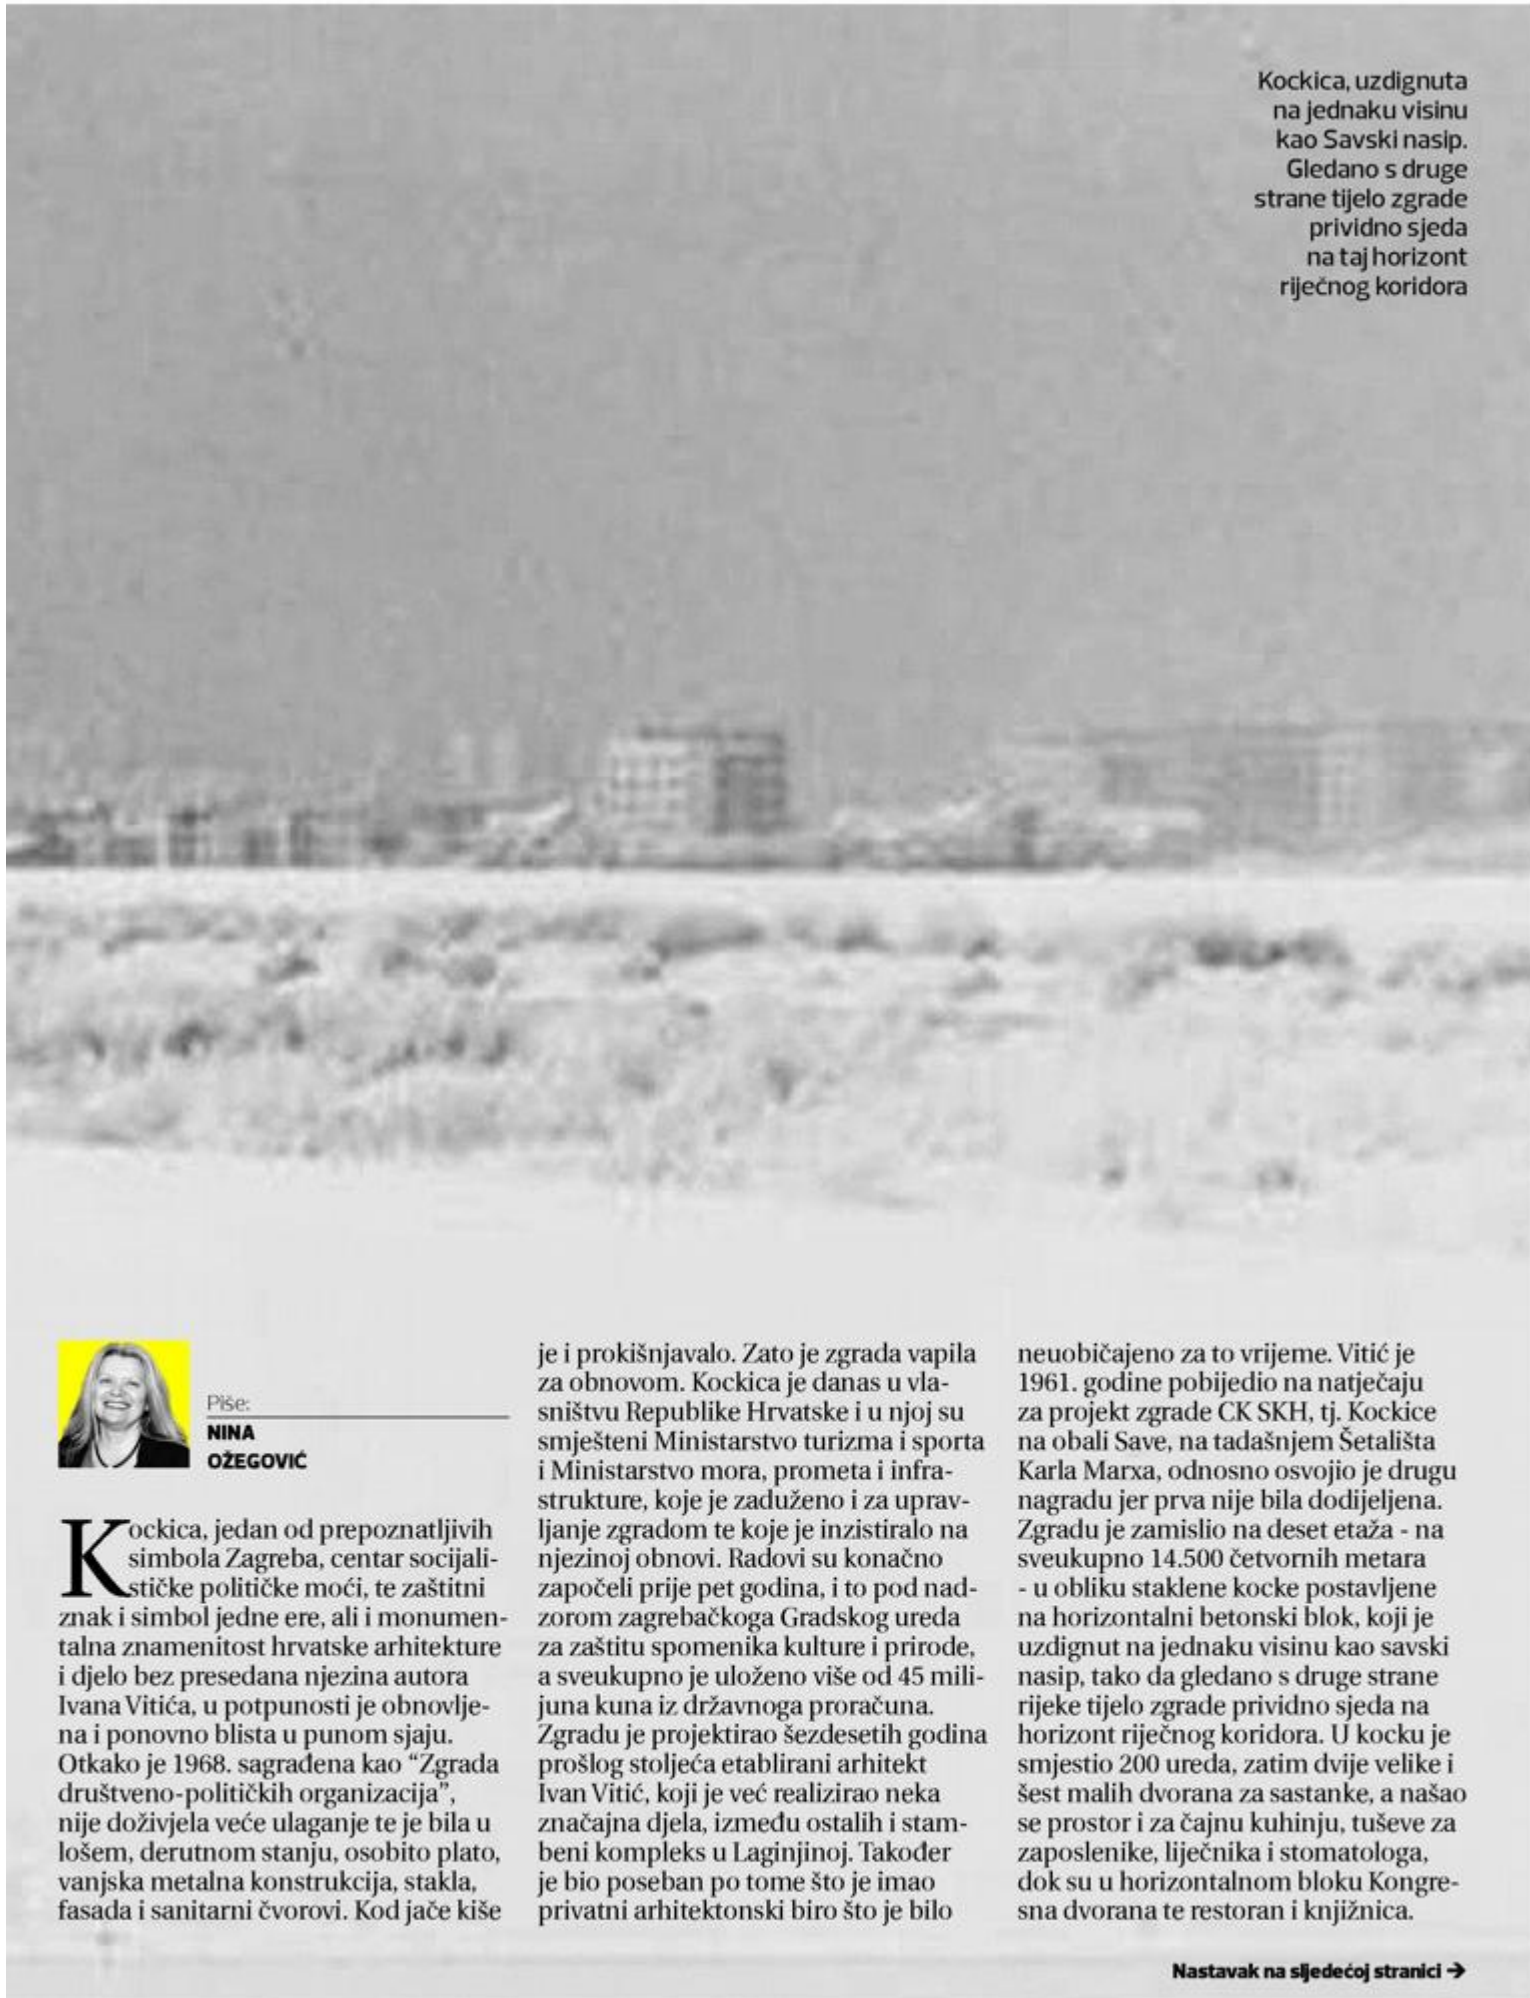 Kockica, uzdignuta
na jednaku visinu
kao Savski nasip.
Gledano s druge
strane tijelo zgrade
prividno sjeda
na taj horizont
riječnog koridora
Piše:
NINA
OŽEGOVIĆ
Kockica, jedan od prepoznatljivih
simbola Zagreba, centar socijali-
stičke političke moći, te zaštitni
znak i simbol jedne ere, ali i monumen-
talna znamenitost hrvatske arhitekture
i djelo bez presedana njezina autora
Ivana Vitića, u potpunosti je obnovlje-
na i ponovno blista u punom sjaju.
Otkako je 1968. sagrađena kao “Zgrada
društveno-političkih organizacija”,
nije doživjela veće ulaganje te je bila u
lošem, derutnom stanju, osobito plato,
vanjska metalna konstrukcija, stakla,
fasada i sanitarni čvorovi. Kod jače kiše
je i prokišnjavalo. Zato je zgrada vapila
za obnovom. Kockica je danas u vla-
sništvu Republike Hrvatske i u njoj su
smješteni Ministarstvo turizma i sporta
i Ministarstvo mora, prometa i infra-
strukture, koje je zaduženo i za uprav-
ljanje zgradom te koje je inzistiralo na
njezinoj obnovi. Radovi su konačno
započeli prije pet godina, i to pod nad-
zorom zagrebačkoga Gradskog ureda
za zaštitu spomenika kulture i prirode,
a sveukupno je uloženo više od 45 mili-
juna kuna iz državnoga proračuna.
Zgradu je projektirao šezdesetih godina
prošlog stoljeća etablirani arhitekt
Ivan Vitić, koji je već realizirao neka
značajna djela, između ostalih i stam-
beni kompleks u Laginjinoj. Također
je bio poseban po tome što je imao
privatni arhitektonski biro što je bilo
neuobičajeno za to vrijeme. Vitić je
1961. godine pobijedio na natječaju
za projekt zgrade CK SKH, tj. Kockice
na obali Save, na tadašnjem Šetališta
Karla Marxa, odnosno osvojio je drugu
nagradu jer prva nije bila dodijeljena.
Zgradu je zamislio na deset etaža - na
sveukupno 14.500 četvornih metara
- u obliku staklene kocke postavljene
na horizontalni betonski blok, koji je
uzdignut na jednaku visinu kao savski
nasip, tako da gledano s druge strane
rijeke tijelo zgrade prividno sjeda na
horizont riječnog koridora. U kocku je
smjestio 200 ureda, zatim dvije velike i
šest malih dvorana za sastanke, a našao
se prostor i za čajnu kuhinju, tuševe za
zaposlenike, liječnika i stomatologa,
dok su u horizontalnom bloku Kongre-
sna dvorana te restoran i knjižnica.
Nastavak na sljedećoj stranici →